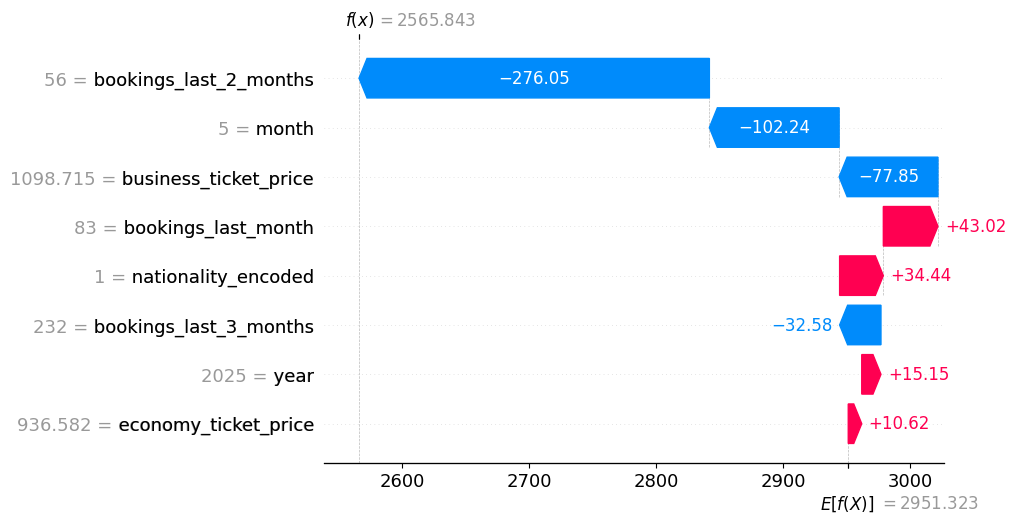 f(x) = 2565.843
56 = bookings_last_2_months −276.05
5 = month −102.24
1098.715 = business_ticket_price −77.85
83 = bookings_last_month +43.02
1 = nationality_encoded +34.44
232 = bookings_last_3_months −32.58
2025 = year +15.15
936.582 = economy_ticket_price +10.62
2600 2700 2800 2900 3000
E[f(X)] = 2951.323